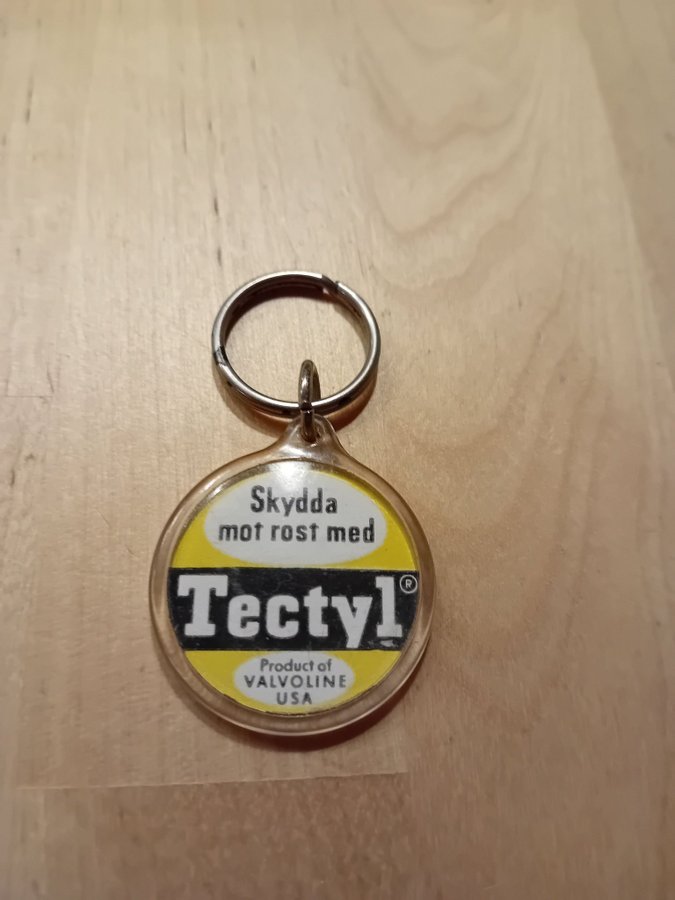 Skydda
mot rost med
Tectyl®
Product of
VALVOLINE
USA